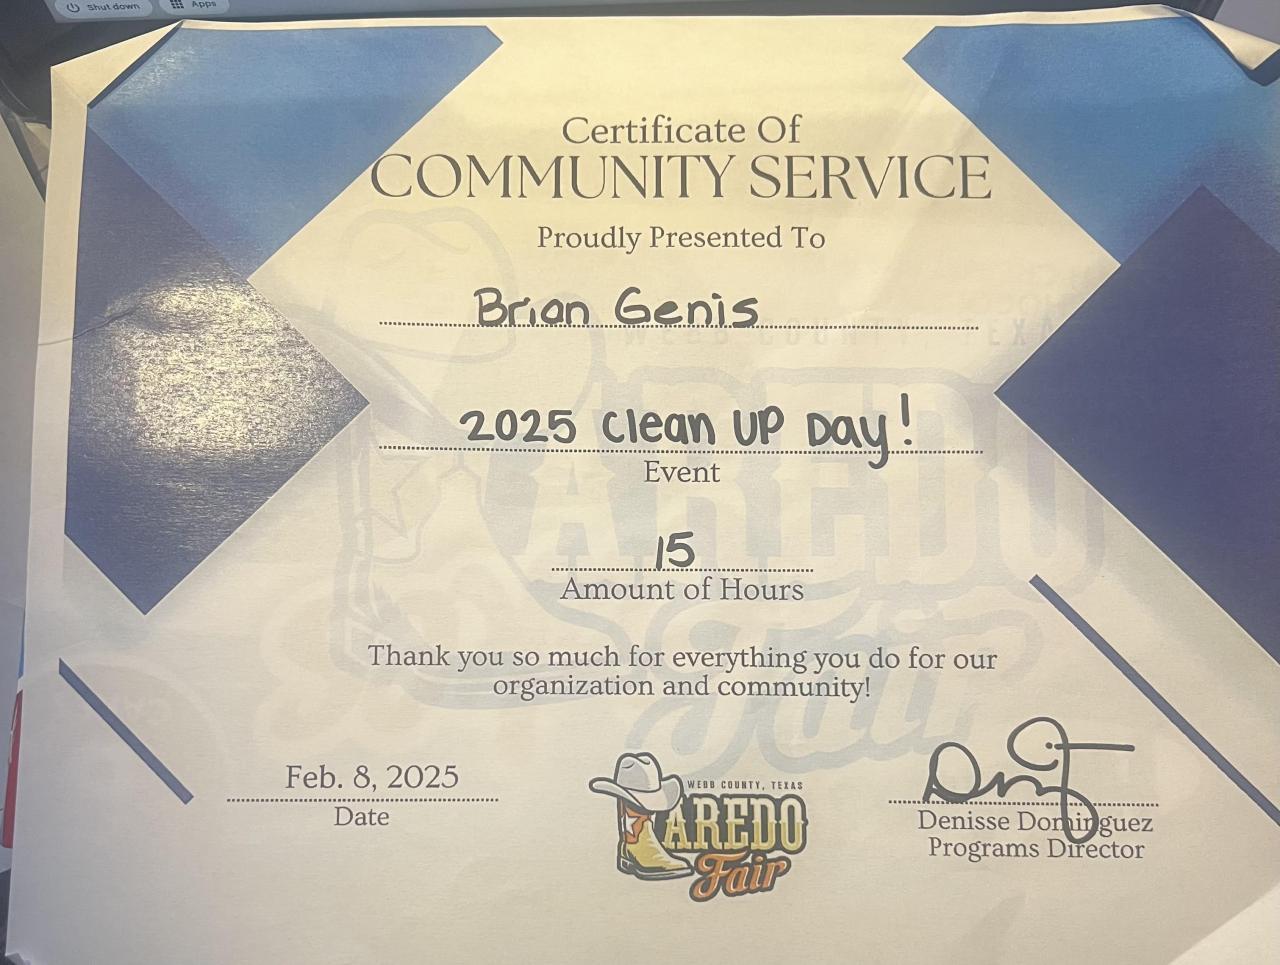 Shut down
Apps
Certificate Of
COMMUNITY SERVICE
Proudly Presented To
Brian Genis
2025 Clean UP Day!
Event
15
Amount of Hours
Thank you so much for everything you do for our
organization and community!
Feb. 8, 2025
Date
WEBB COUNTY, TEXAS
LAREDO
Fair
Denisse Dominguez
Programs Director